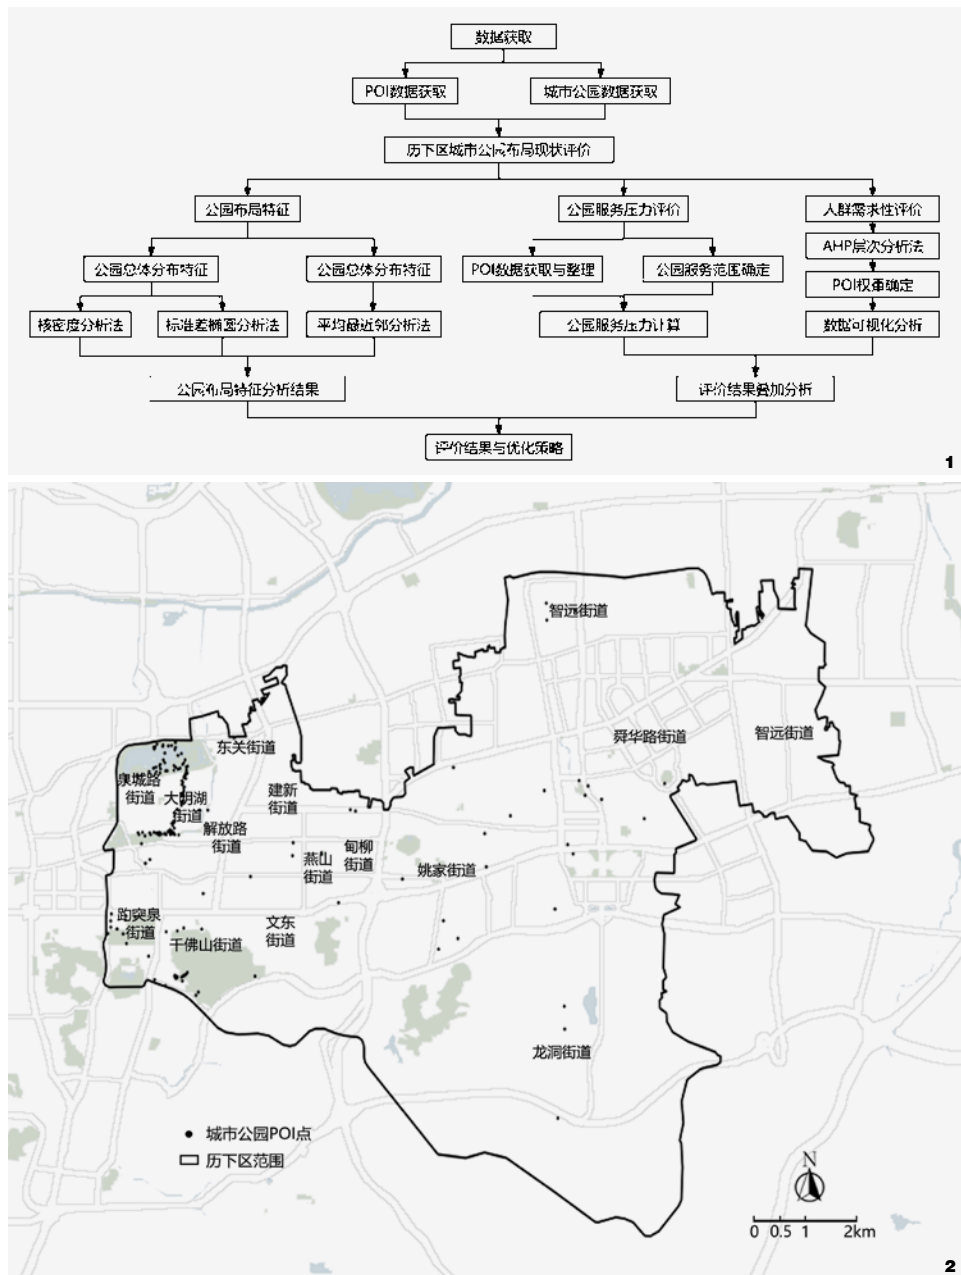 数据获取
POI数据获取
城市公园数据获取
历下区城市公园布局现状评价
公园布局特征
公园服务压力评价
人群需求性评价
AHP层次分析法
公园总体分布特征
公园总体分布特征
POI数据获取与整理
公园服务范围确定
POI权重确定
核密度分析法
标准差椭圆分析法
平均最近邻分析法
公园服务压力计算
数据可视化分析
公园布局特征分析结果
评价结果叠加分析
评价结果与优化策略
1
智远街道
舜华路街道
智远街道
东关街道
泉城路
街道
大明湖
街道
建新
街道
解放路
街道
燕山
街道
甸柳
街道
姚家街道
趵突泉
街道
千佛山街道
文东
街道
龙洞街道
城市公园POI点
历下区范围
N
0 0.5 1 2km
2